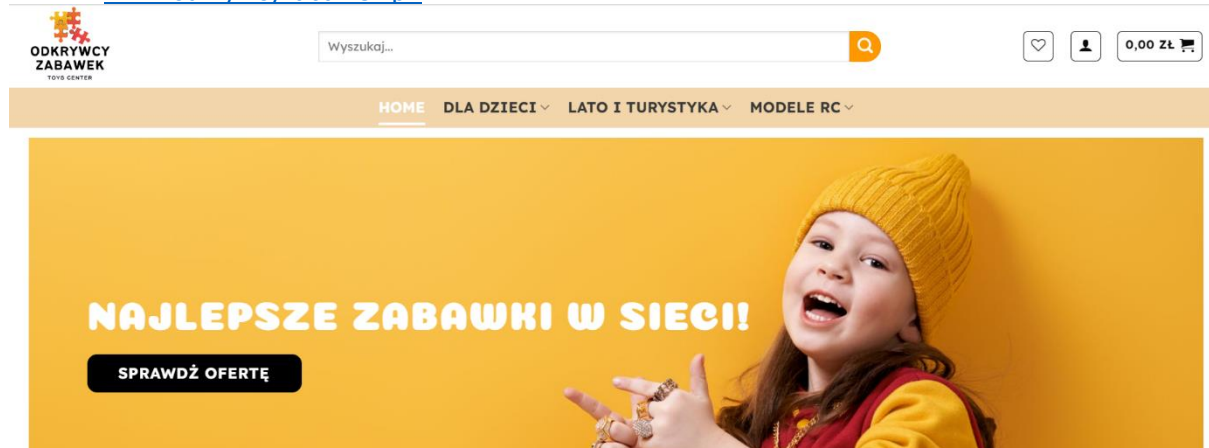 ODKRYWCY
ZABAWEK
TOYS CENTER
Wyszukaj...
0,00 ZŁ
HOME DLA DZIECI LATO I TURYSTYKA MODELE RC
NAJLEPSZE ZABAWKI W SIECI!
SPRAWDŹ OFERTĘ